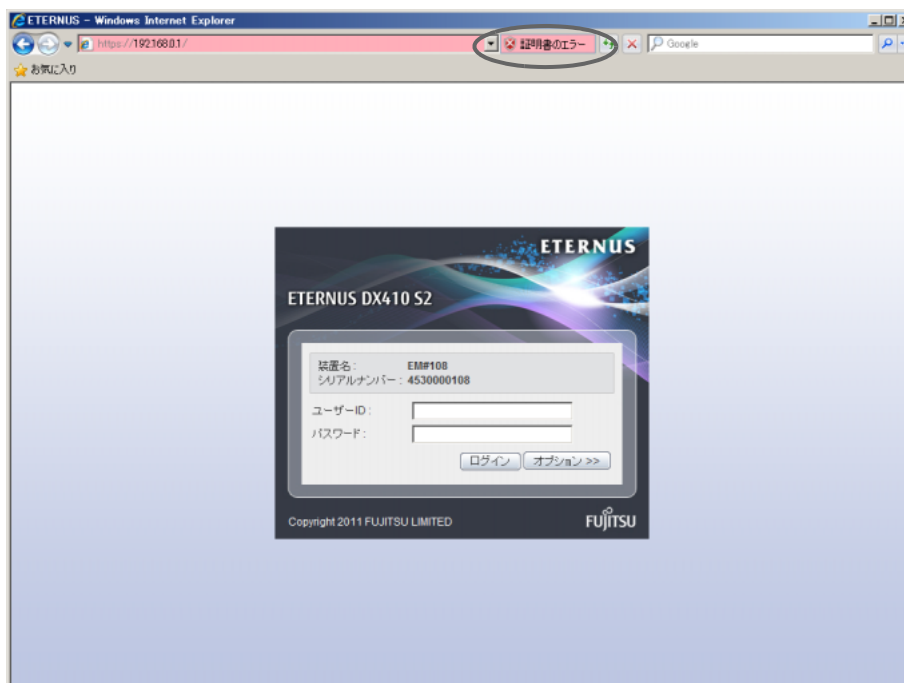 ETERNUS - Windows Internet Explorer
https://192.168.0.1/
証明書のエラー
Google
お気に入り
ETERNUS
ETERNUS DX410 S2
装置名: EM#108
シリアルナンバー: 4530000108
ユーザーID:
パスワード:
ログイン オプション >>
Copyright 2011 FUJITSU LIMITED
FUJITSU